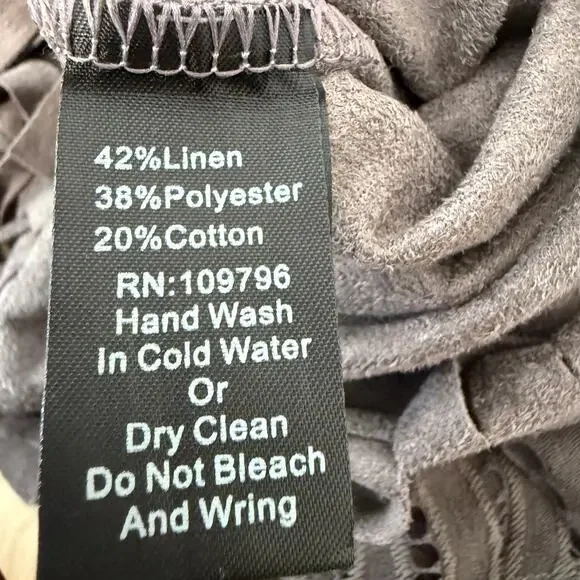 42%Linen
38%Polyester
20%Cotton
RN:109796
Hand Wash
In Cold Water
Or
Dry Clean
Do Not Bleach
And Wring